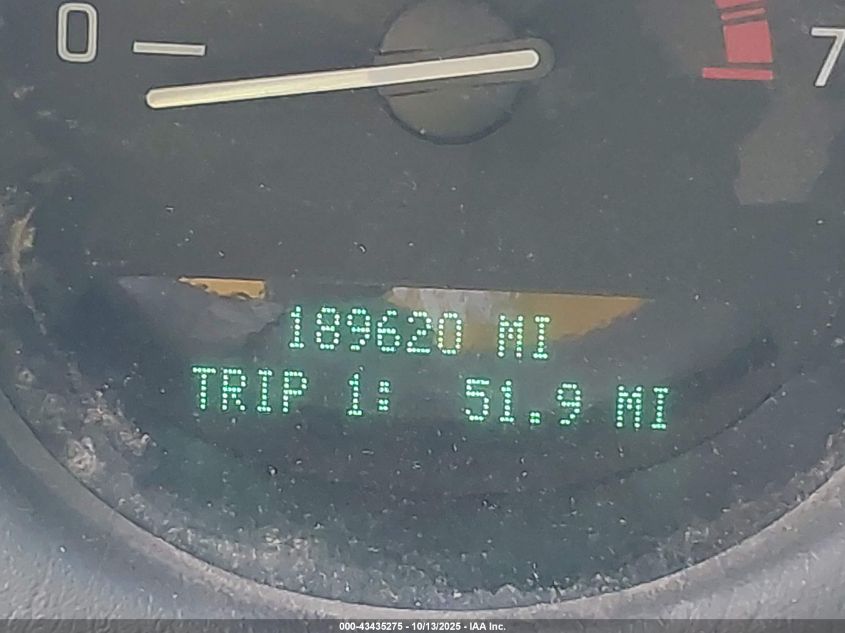 0
7
189620 MI
TRIP 1: 51.9 MI
000-43435275 - 10/13/2025 - IAA Inc.